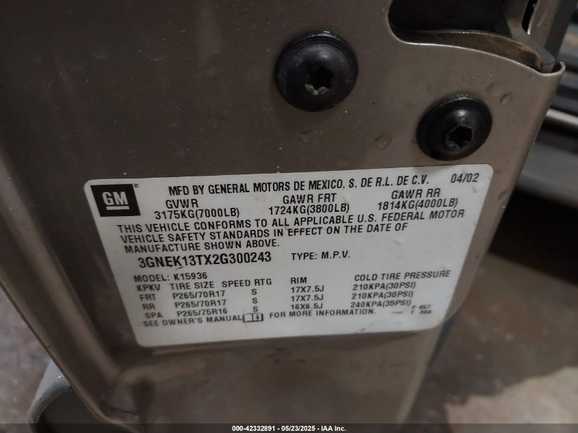 GM
MFD BY GENERAL MOTORS DE MEXICO, S. DE R.L. DE C.V. 04/02
GVWR GAWR FRT GAWR RR
3175KG(7000LB) 1724KG(3800LB) 1814KG(4000LB)
THIS VEHICLE CONFORMS TO ALL APPLICABLE U.S. FEDERAL MOTOR
VEHICLE SAFETY STANDARDS IN EFFECT ON THE DATE OF
MANUFACTURE SHOWN ABOVE.
3GNEK13TX2G300243 TYPE: M.P.V.
MODEL: K15936
KPKV TIRE SIZE SPEED RTG RIM COLD TIRE PRESSURE
FRT P265/70R17 S 17X7.5J 210KPA(30PSI)
RR P265/70R17 S 17X7.5J 210KPA(30PSI)
SPA P265/75R16 S 16X6.5J 240KPA(35PSI)
SEE OWNER'S MANUAL FOR MORE INFORMATION.
000-42332891 - 05/23/2025 - IAA Inc.